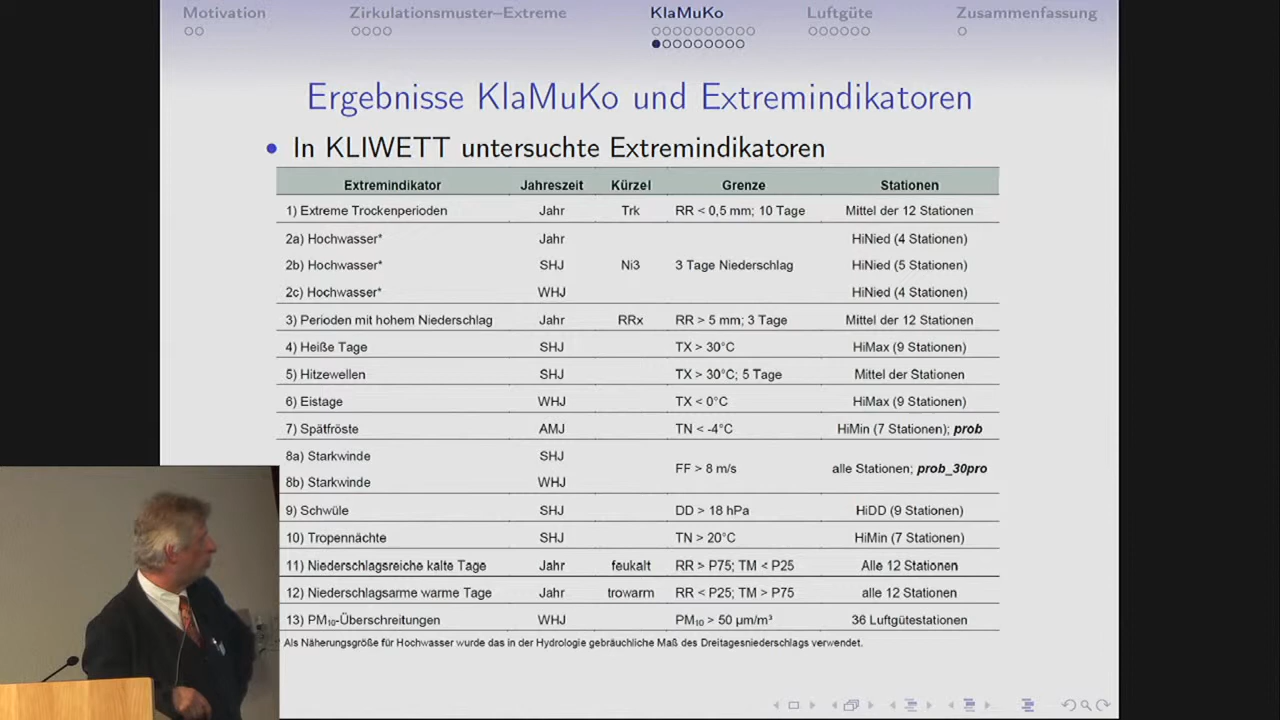 Motivation Zirkulationsmuster–Extreme KlaMuKo Luftgüte Zusammenfassung
Ergebnisse KlaMuKo und Extremindikatoren
• In KLIWETT untersuchte Extremindikatoren
Extremindikator Jahreszeit Kürzel Grenze Stationen
1) Extreme Trockenperioden Jahr Trk RR < 0,5 mm; 10 Tage Mittel der 12 Stationen
2a) Hochwasser* Jahr HiNied (4 Stationen)
2b) Hochwasser* SHJ Ni3 3 Tage Niederschlag HiNied (5 Stationen)
2c) Hochwasser* WHJ HiNied (4 Stationen)
3) Perioden mit hohem Niederschlag Jahr RRx RR > 5 mm; 3 Tage Mittel der 12 Stationen
4) Heiße Tage SHJ TX > 30°C HiMax (9 Stationen)
5) Hitzewellen SHJ TX > 30°C; 5 Tage Mittel der Stationen
6) Eistage WHJ TX < 0°C HiMax (9 Stationen)
7) Spätfröste AMJ TN < -4°C HiMin (7 Stationen); prob
8a) Starkwinde SHJ
FF > 8 m/s alle Stationen; prob_30pro
8b) Starkwinde WHJ
9) Schwüle SHJ DD > 18 hPa HiDD (9 Stationen)
10) Tropennächte SHJ TN > 20°C HiMin (7 Stationen)
11) Niederschlagsreiche kalte Tage Jahr feukalt RR > P75; TM < P25 Alle 12 Stationen
12) Niederschlagsarme warme Tage Jahr trowarm RR < P25; TM > P75 alle 12 Stationen
13) PM₁₀-Überschreitungen WHJ PM₁₀ > 50 µm/m³ 36 Luftgütestationen
Als Näherungsgröße für Hochwasser wurde das in der Hydrologie gebräuchliche Maß des Dreitagesniederschlags verwendet.